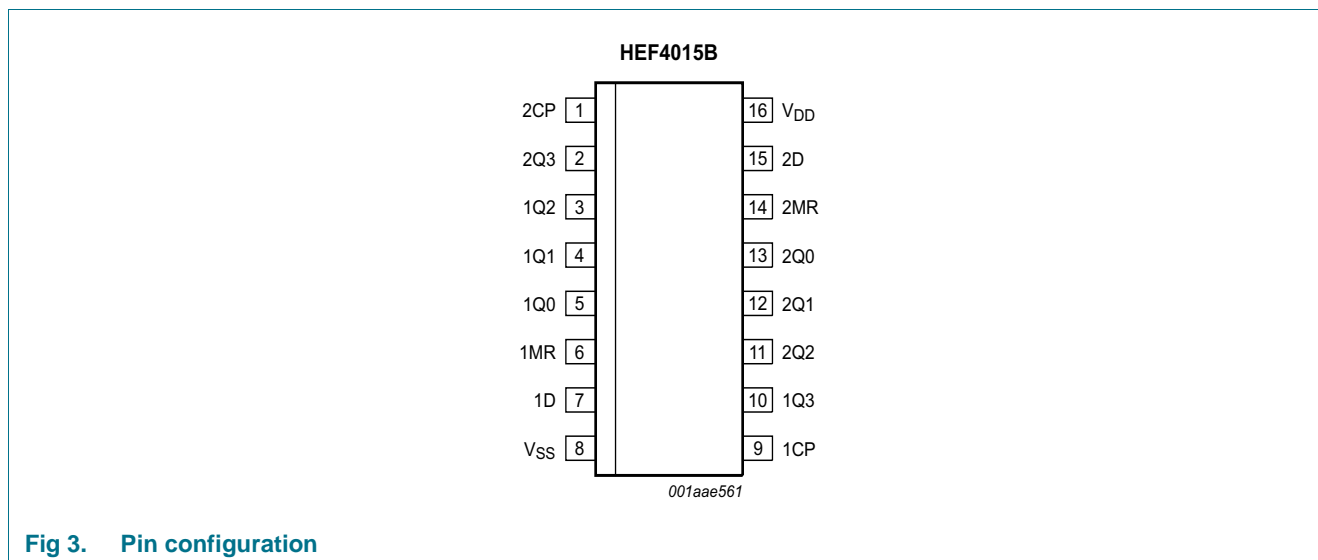 HEF4015B
2CP 1 16 VDD
2Q3 2 15 2D
1Q2 3 14 2MR
1Q1 4 13 2Q0
1Q0 5 12 2Q1
1MR 6 11 2Q2
1D 7 10 1Q3
VSS 8 9 1CP
001aae561
Fig 3. Pin configuration